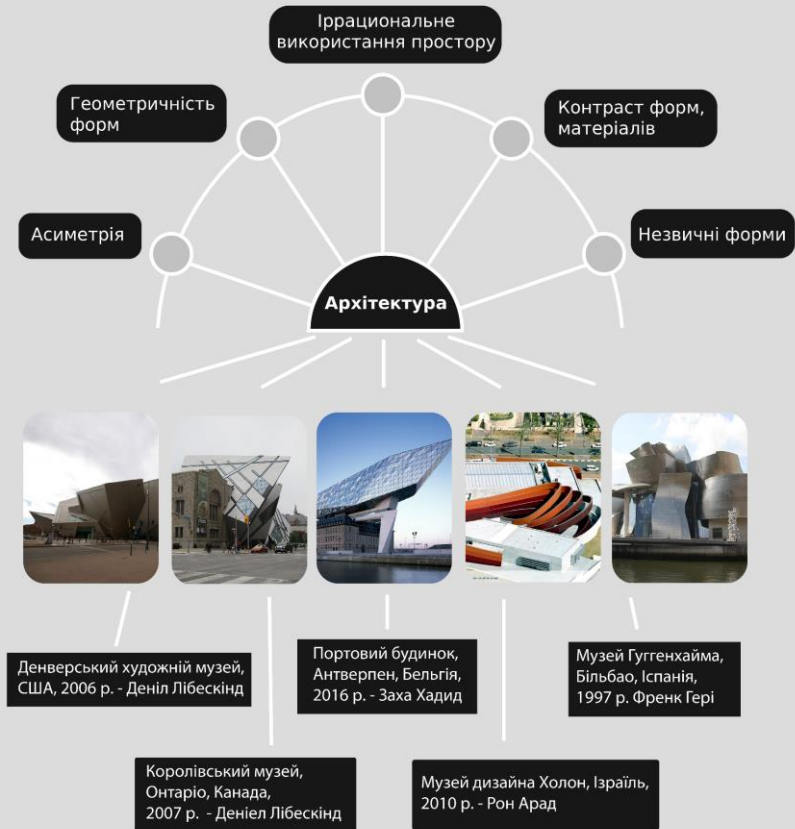 Ірраціональне
використання простору
Геометричність
форм
Контраст форм,
матеріалів
Асиметрія
Незвичні форми
Архітектура
Денверський художній музей,
США, 2006 р. - Деніл Лібескінд
Портовий будинок,
Антверпен, Бельгія,
2016 р. - Заха Хадид
Музей Гуггенхайма,
Більбао, Іспанія,
1997 р. Френк Гері
Королівський музей,
Онтаріо, Канада,
2007 р. - Деніел Лібескінд
Музей дизайна Холон, Ізраїль,
2010 р. - Рон Арад